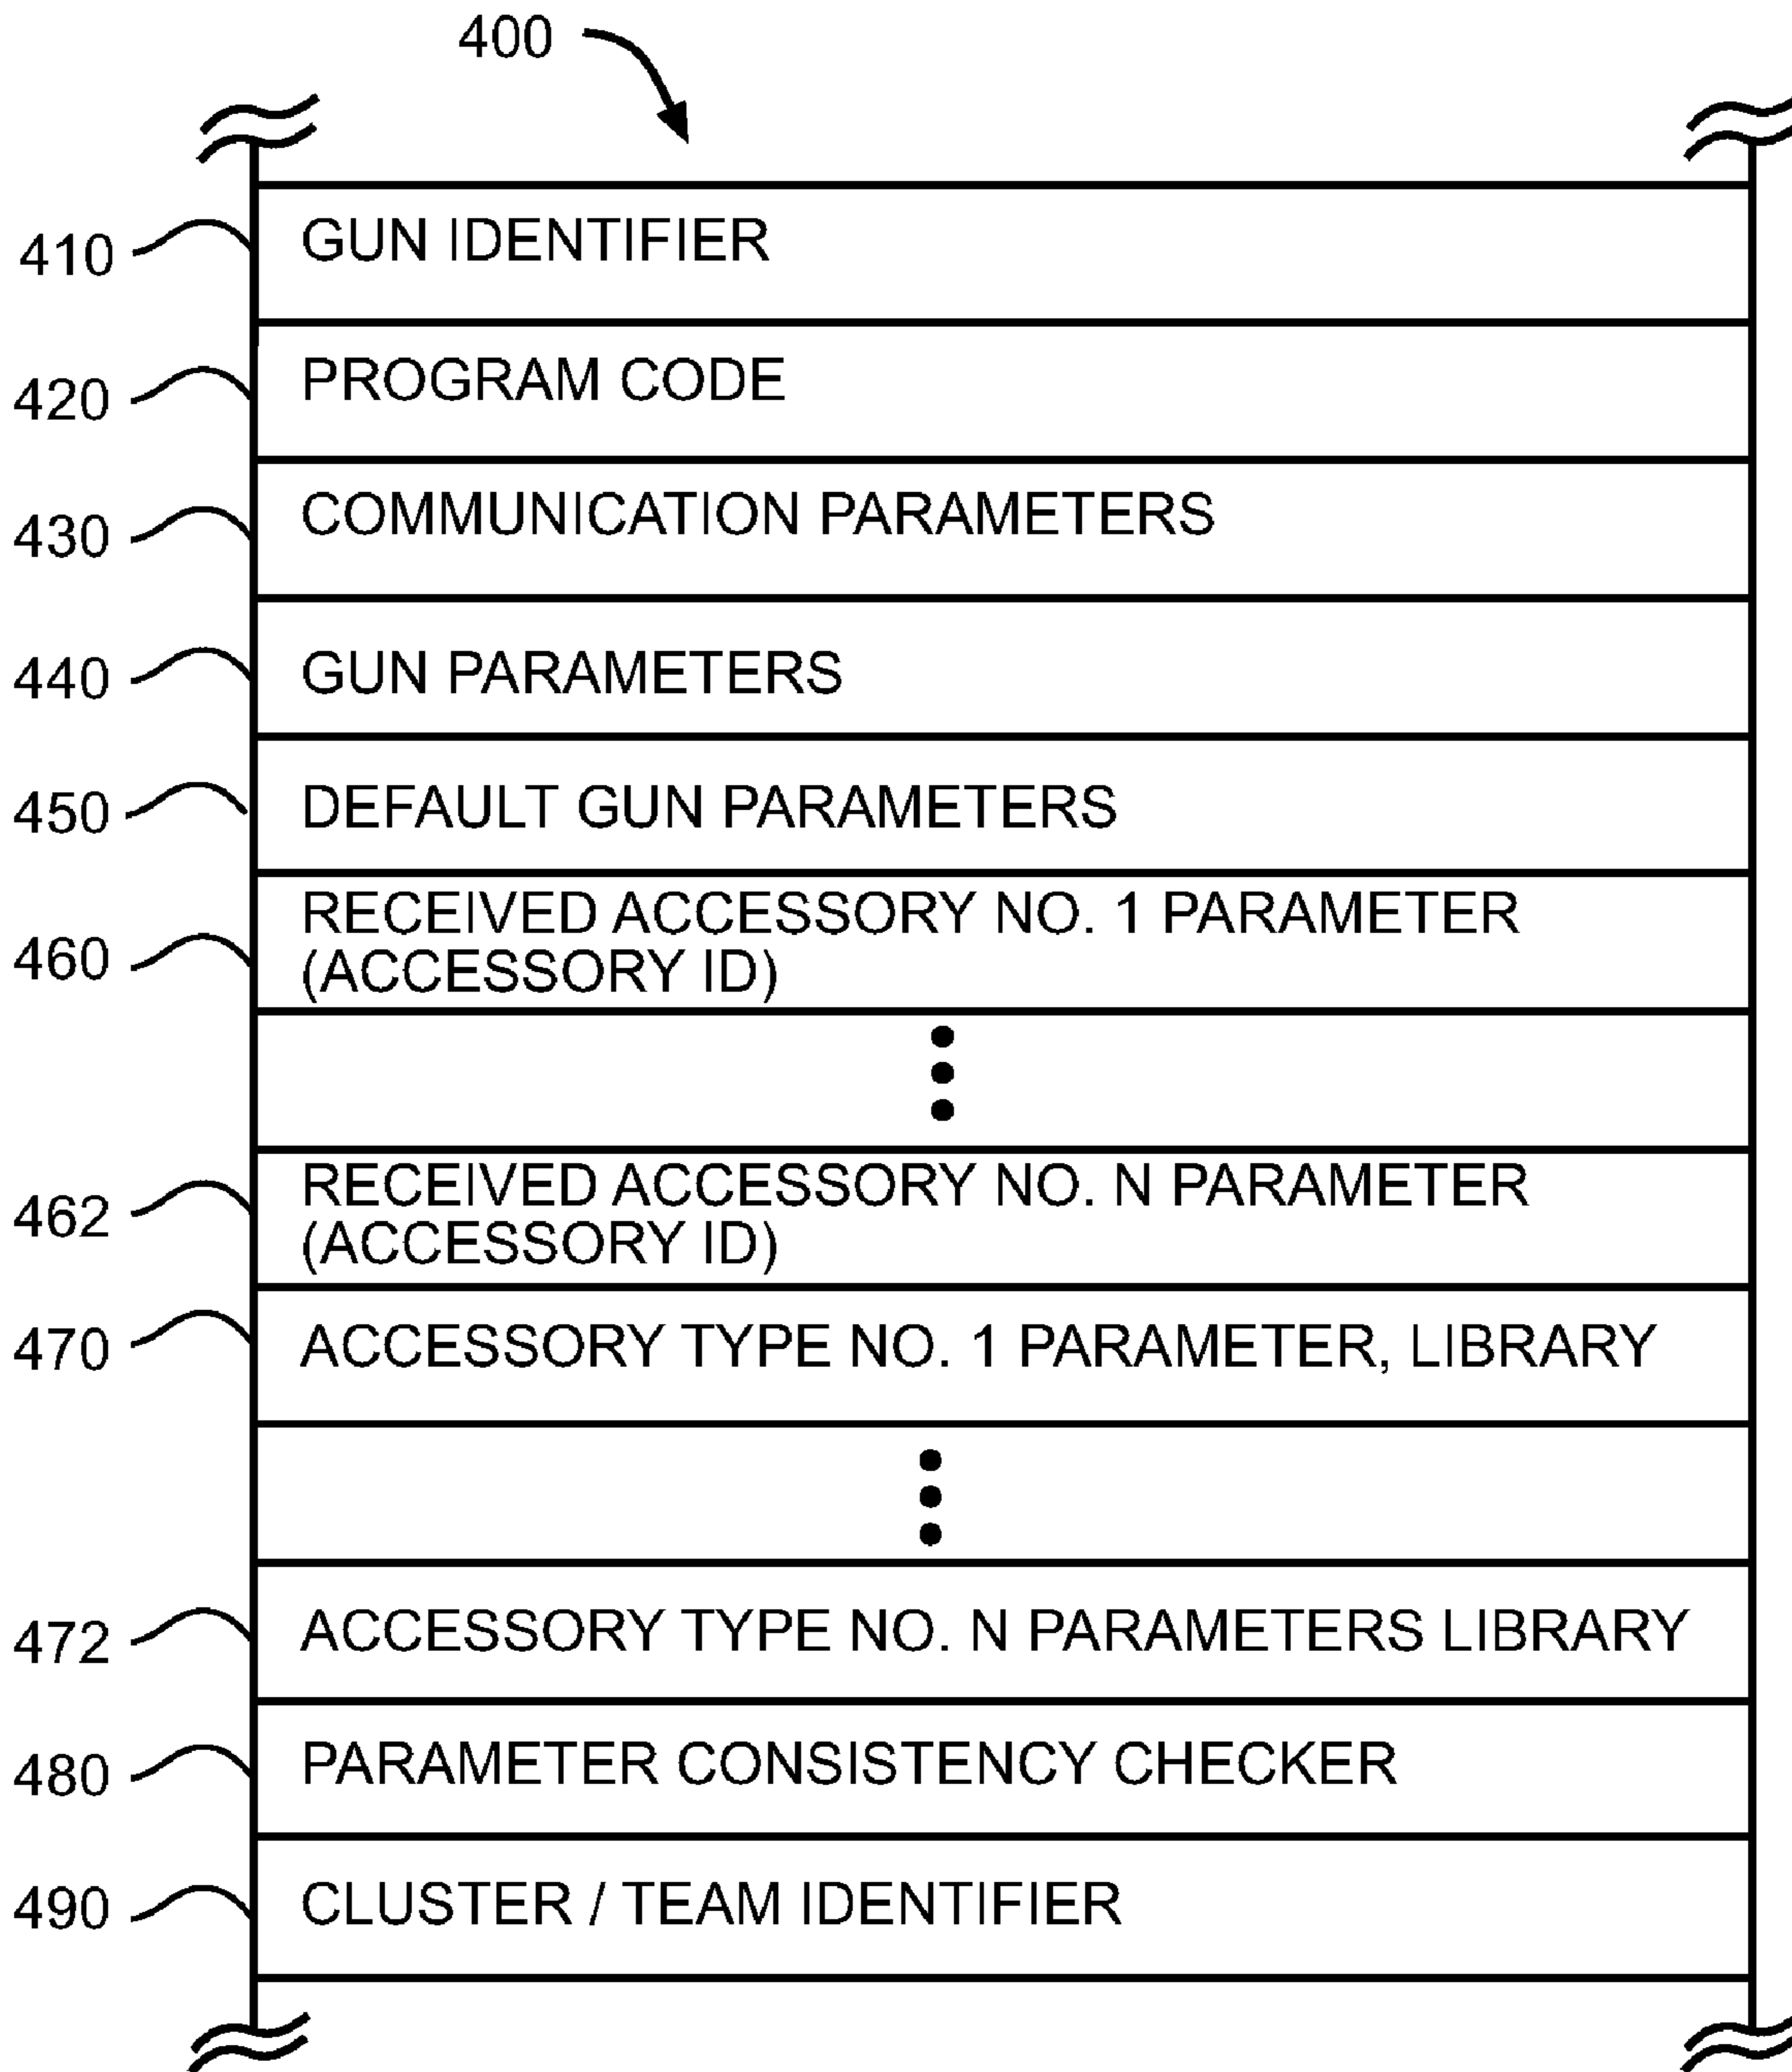 400
410 GUN IDENTIFIER
420 PROGRAM CODE
430 COMMUNICATION PARAMETERS
440 GUN PARAMETERS
450 DEFAULT GUN PARAMETERS
RECEIVED ACCESSORY NO. 1 PARAMETER
460 (ACCESSORY ID)
RECEIVED ACCESSORY NO. N PARAMETER
462 (ACCESSORY ID)
470 ACCESSORY TYPE NO. 1 PARAMETER, LIBRARY
472 ACCESSORY TYPE NO. N PARAMETERS LIBRARY
480 PARAMETER CONSISTENCY CHECKER
490 CLUSTER / TEAM IDENTIFIER